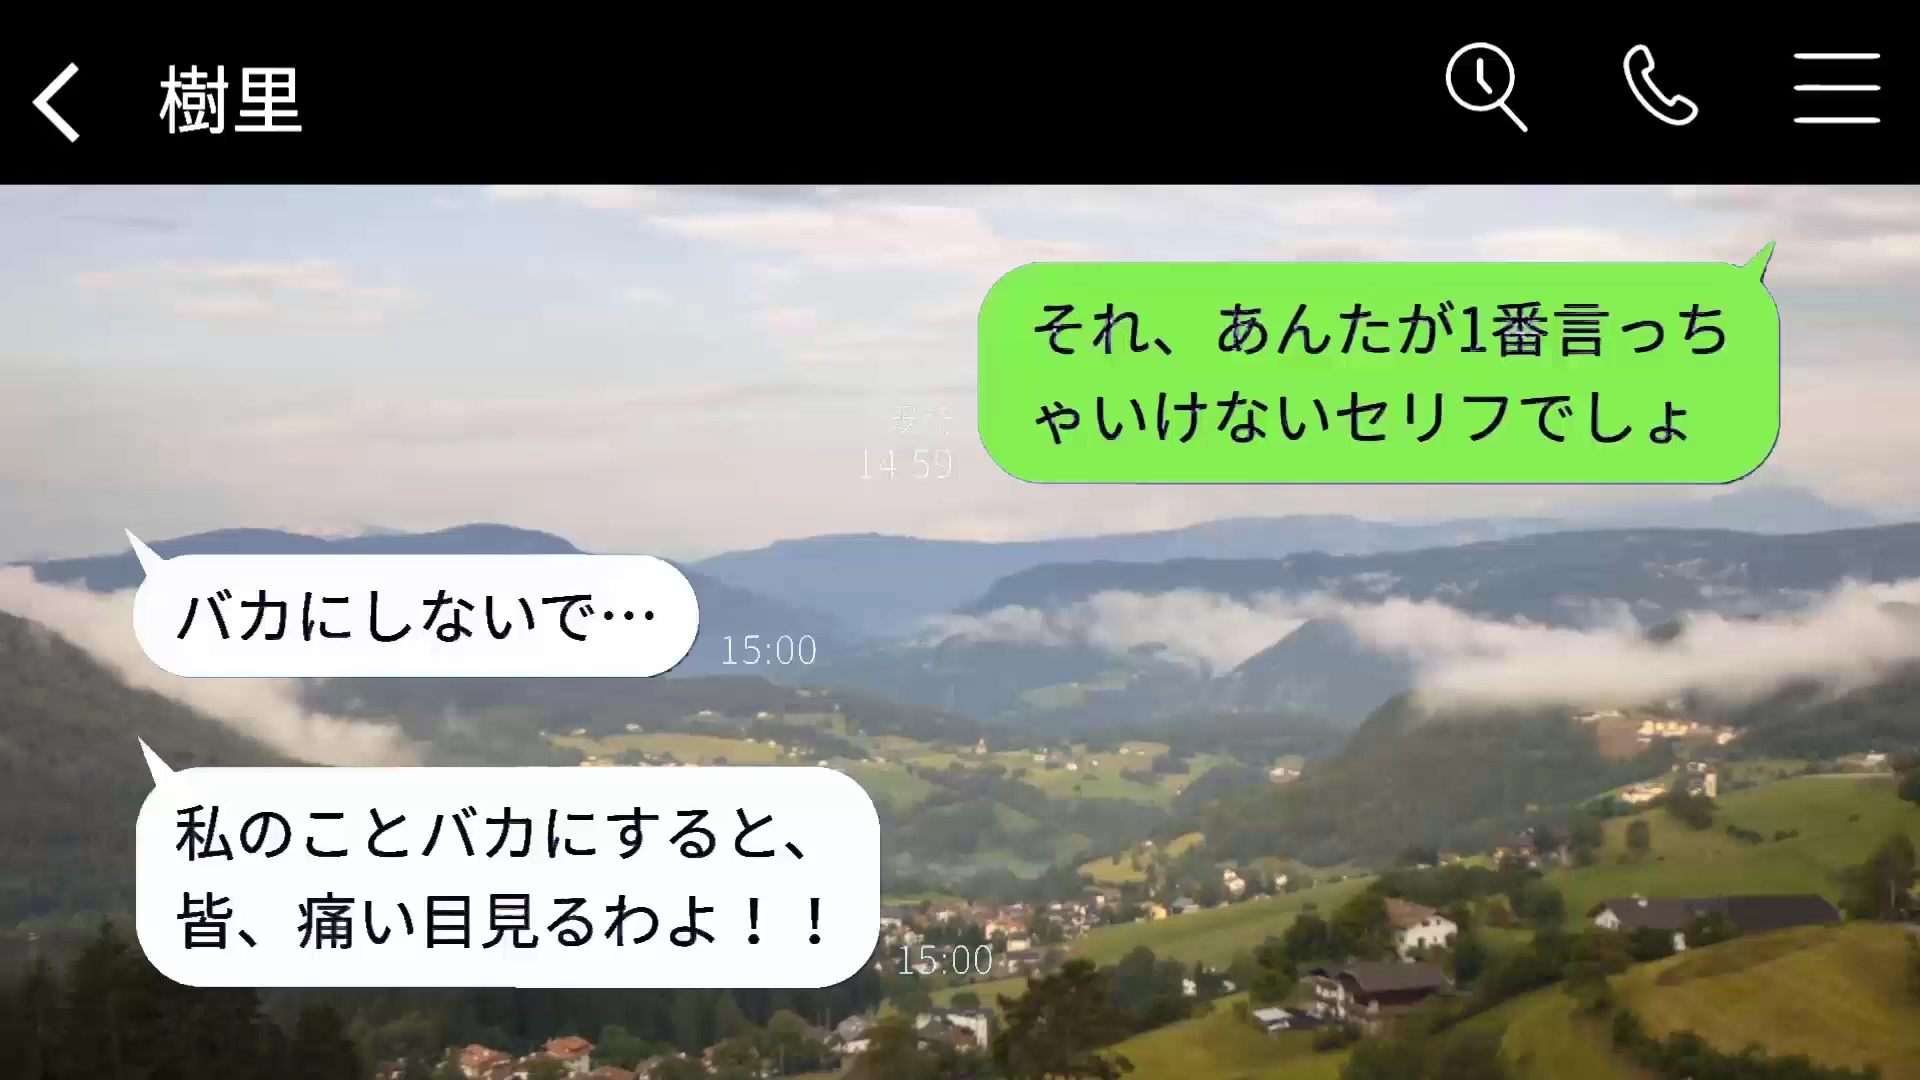 樹里
それ、あんたが1番言っち
ゃいけないセリフでしょ
既読
14:59
バカにしないで…
15:00
私のことバカにすると、
皆、痛い目見るわよ！！
15:00